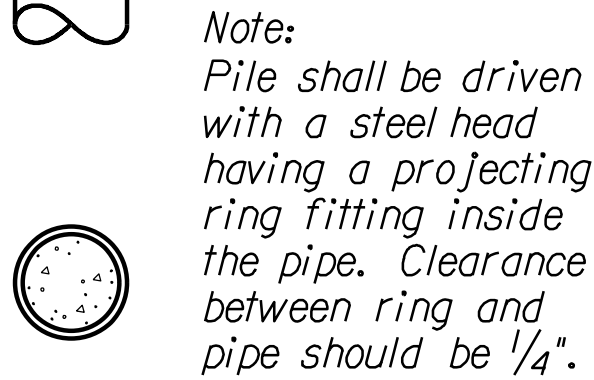 Note:
Pile shall be driven
with a steel head
having a projecting
ring fitting inside
the pipe. Clearance
between ring and
pipe should be 1/4".